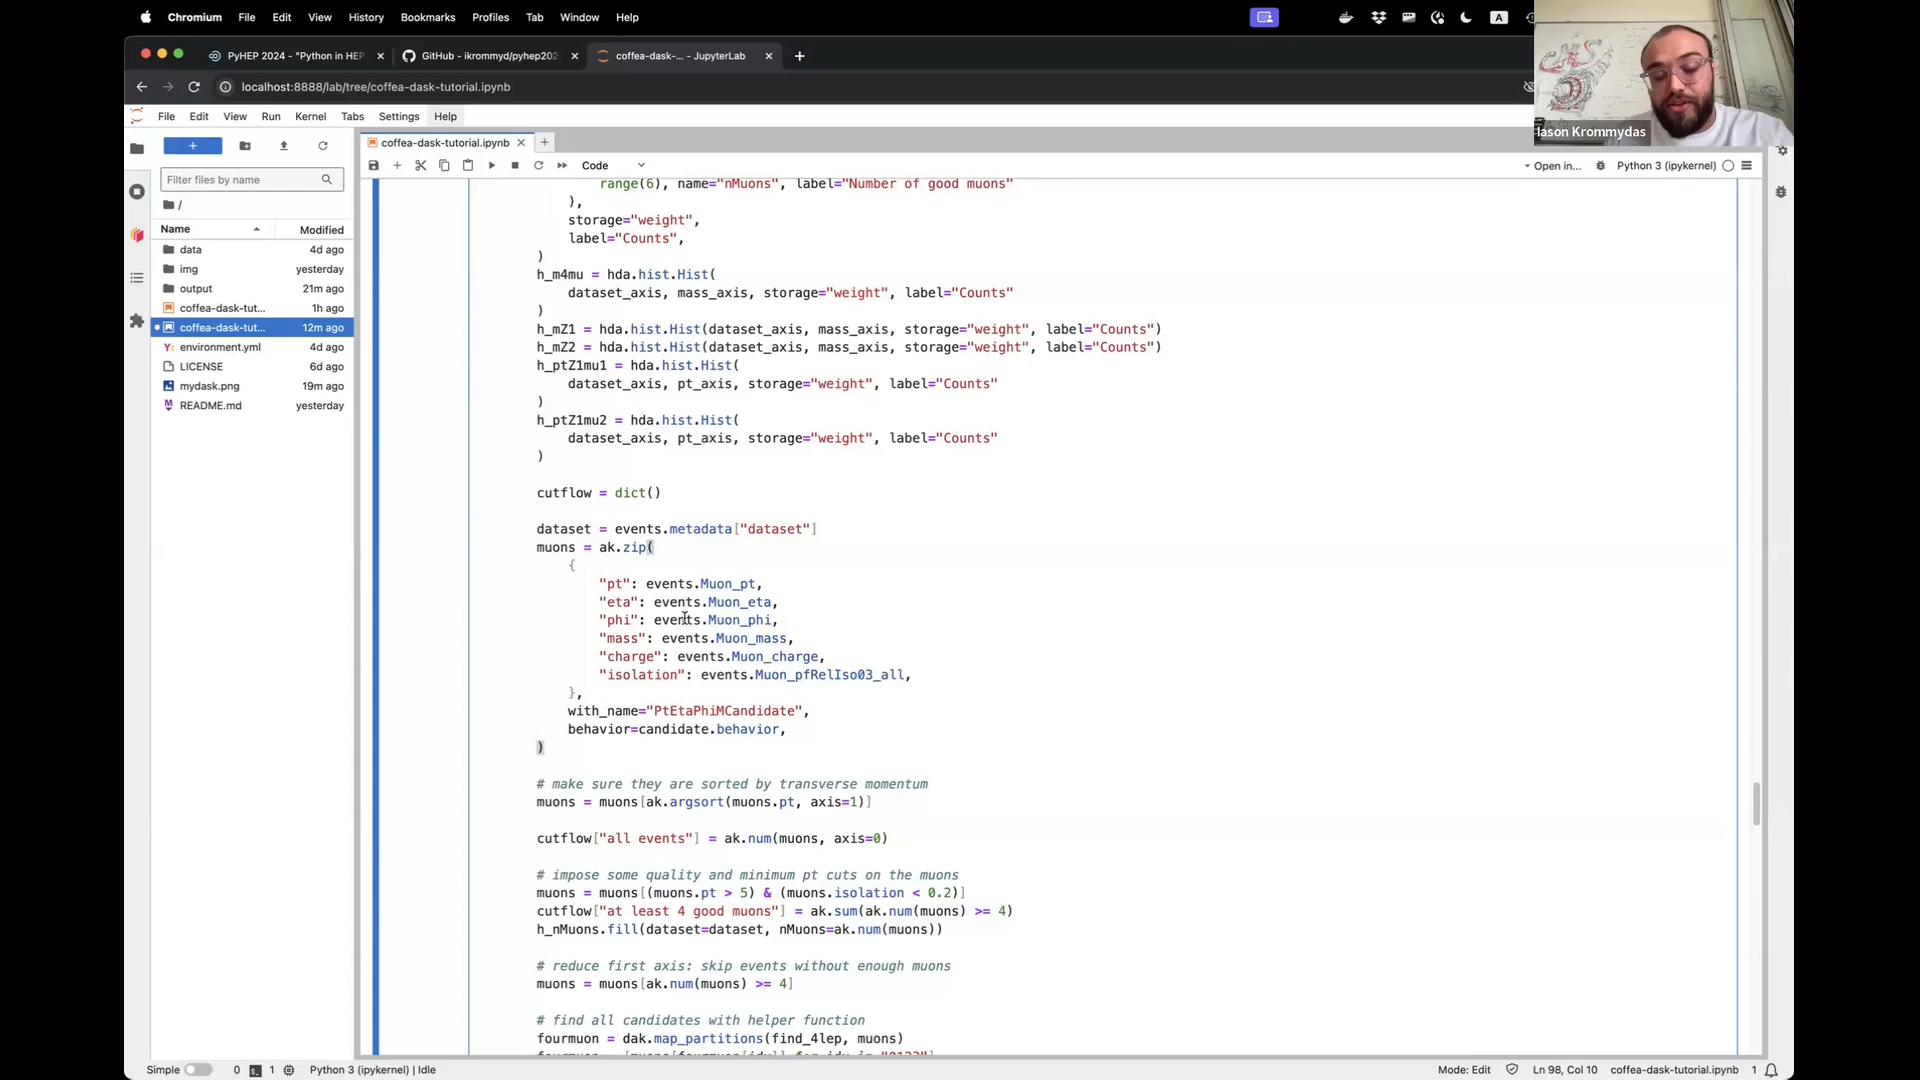 Chromium File Edit View History Bookmarks Profiles Tab Window Help
A
PyHEP 2024 - "Python in HEP
GitHub - ikrommyd/pyhep202
coffea-dask-... - JupyterLab
localhost:8888/lab/tree/coffea-dask-tutorial.ipynb
Iason Krommydas
File Edit View Run Kernel Tabs Settings Help
coffea-dask-tutorial.ipynb
Code
Open in...
Python 3 (ipykernel)
Filter files by name
/
Name Modified
data 4d ago
img yesterday
output 21m ago
coffea-dask-tut... 1h ago
coffea-dask-tut... 12m ago
environment.yml 4d ago
LICENSE 6d ago
mydask.png 19m ago
README.md yesterday
range(6), name="nMuons", label="Number of good muons"
),
storage="weight",
label="Counts",
)
h_m4mu = hda.hist.Hist(
dataset_axis, mass_axis, storage="weight", label="Counts"
)
h_mZ1 = hda.hist.Hist(dataset_axis, mass_axis, storage="weight", label="Counts")
h_mZ2 = hda.hist.Hist(dataset_axis, mass_axis, storage="weight", label="Counts")
h_ptZ1mu1 = hda.hist.Hist(
dataset_axis, pt_axis, storage="weight", label="Counts"
)
h_ptZ1mu2 = hda.hist.Hist(
dataset_axis, pt_axis, storage="weight", label="Counts"
)
cutflow = dict()
dataset = events.metadata["dataset"]
muons = ak.zip(
{
"pt": events.Muon_pt,
"eta": events.Muon_eta,
"phi": events.Muon_phi,
"mass": events.Muon_mass,
"charge": events.Muon_charge,
"isolation": events.Muon_pfRelIso03_all,
},
with_name="PtEtaPhiMCandidate",
behavior=candidate.behavior,
)
# make sure they are sorted by transverse momentum
muons = muons[ak.argsort(muons.pt, axis=1)]
cutflow["all events"] = ak.num(muons, axis=0)
# impose some quality and minimum pt cuts on the muons
muons = muons[(muons.pt > 5) & (muons.isolation < 0.2)]
cutflow["at least 4 good muons"] = ak.sum(ak.num(muons) >= 4)
h_nMuons.fill(dataset=dataset, nMuons=ak.num(muons))
# reduce first axis: skip events without enough muons
muons = muons[ak.num(muons) >= 4]
# find all candidates with helper function
fourmuon = dak.map_partitions(find_4lep, muons)
Simple 0 1 Python 3 (ipykernel) | Idle
Mode: Edit Ln 98, Col 10 coffea-dask-tutorial.ipynb 1